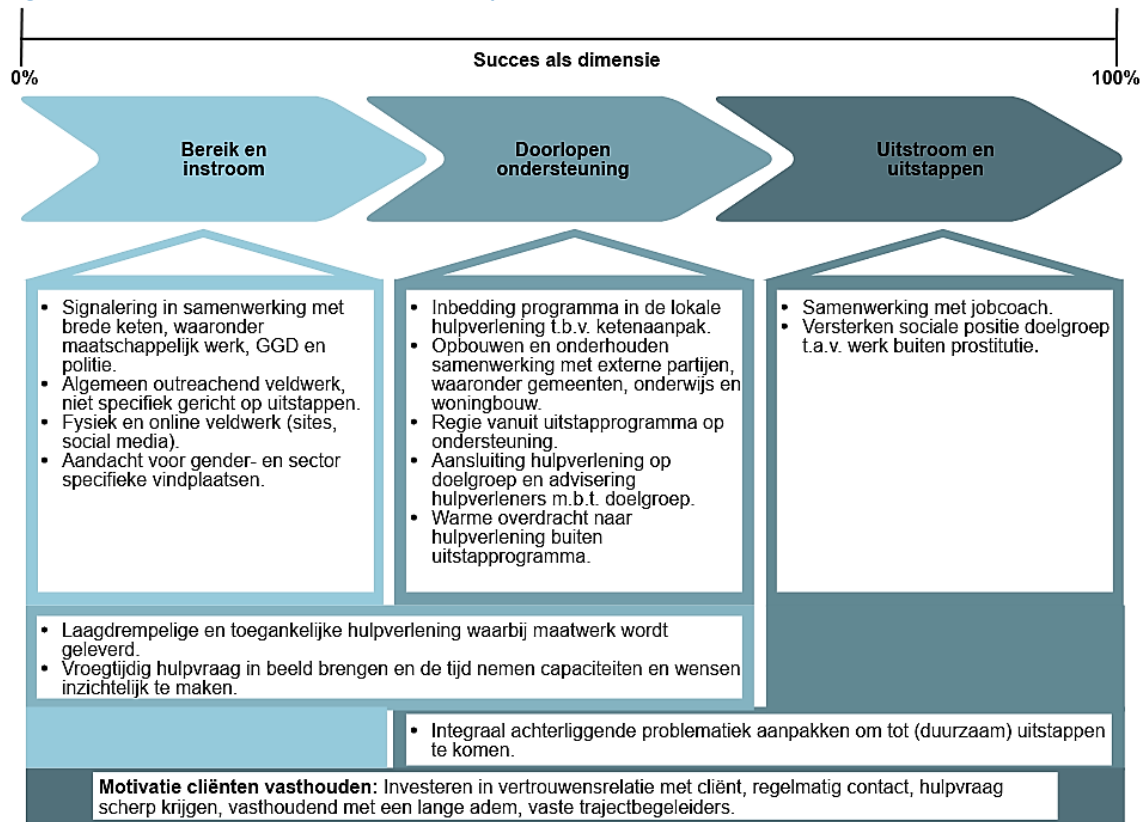 Succes als dimensie
0%
100%
Bereik en
instroom
Doorlopen
ondersteuning
Uitstroom en
uitstappen
• Signalering in samenwerking met
brede keten, waaronder
maatschappelijk werk, GGD en
politie.
• Algemeen outreachend veldwerk,
niet specifiek gericht op uitstappen.
• Fysiek en online veldwerk (sites,
social media).
• Aandacht voor gender- en sector
specifieke vindplaatsen.
• Inbedding programma in de lokale
hulpverlening t.b.v. ketenaanpak.
• Opbouwen en onderhouden
samenwerking met externe partijen,
waaronder gemeenten, onderwijs en
woningbouw.
• Regie vanuit uitstapprogramma op
ondersteuning.
• Aansluiting hulpverlening op
doelgroep en advisering
hulpverleners m.b.t. doelgroep.
• Warme overdracht naar
hulpverlening buiten
uitstapprogramma.
• Samenwerking met jobcoach.
• Versterken sociale positie doelgroep
t.a.v. werk buiten prostitutie.
• Laagdrempelige en toegankelijke hulpverlening waarbij maatwerk wordt
geleverd.
• Vroegtijdig hulpvraag in beeld brengen en de tijd nemen capaciteiten en wensen
inzichtelijk te maken.
• Integraal achterliggende problematiek aanpakken om tot (duurzaam) uitstappen
te komen.
Motivatie cliënten vasthouden: Investeren in vertrouwensrelatie met cliënt, regelmatig contact, hulpvraag
scherp krijgen, vasthoudend met een lange adem, vaste trajectbegeleiders.